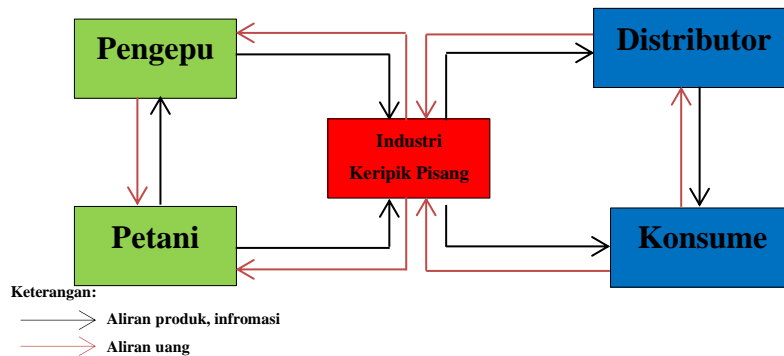 Pengepu
Distributor
Industri
Keripik Pisang
Petani
Konsume
Keterangan:
Aliran produk, infromasi
Aliran uang